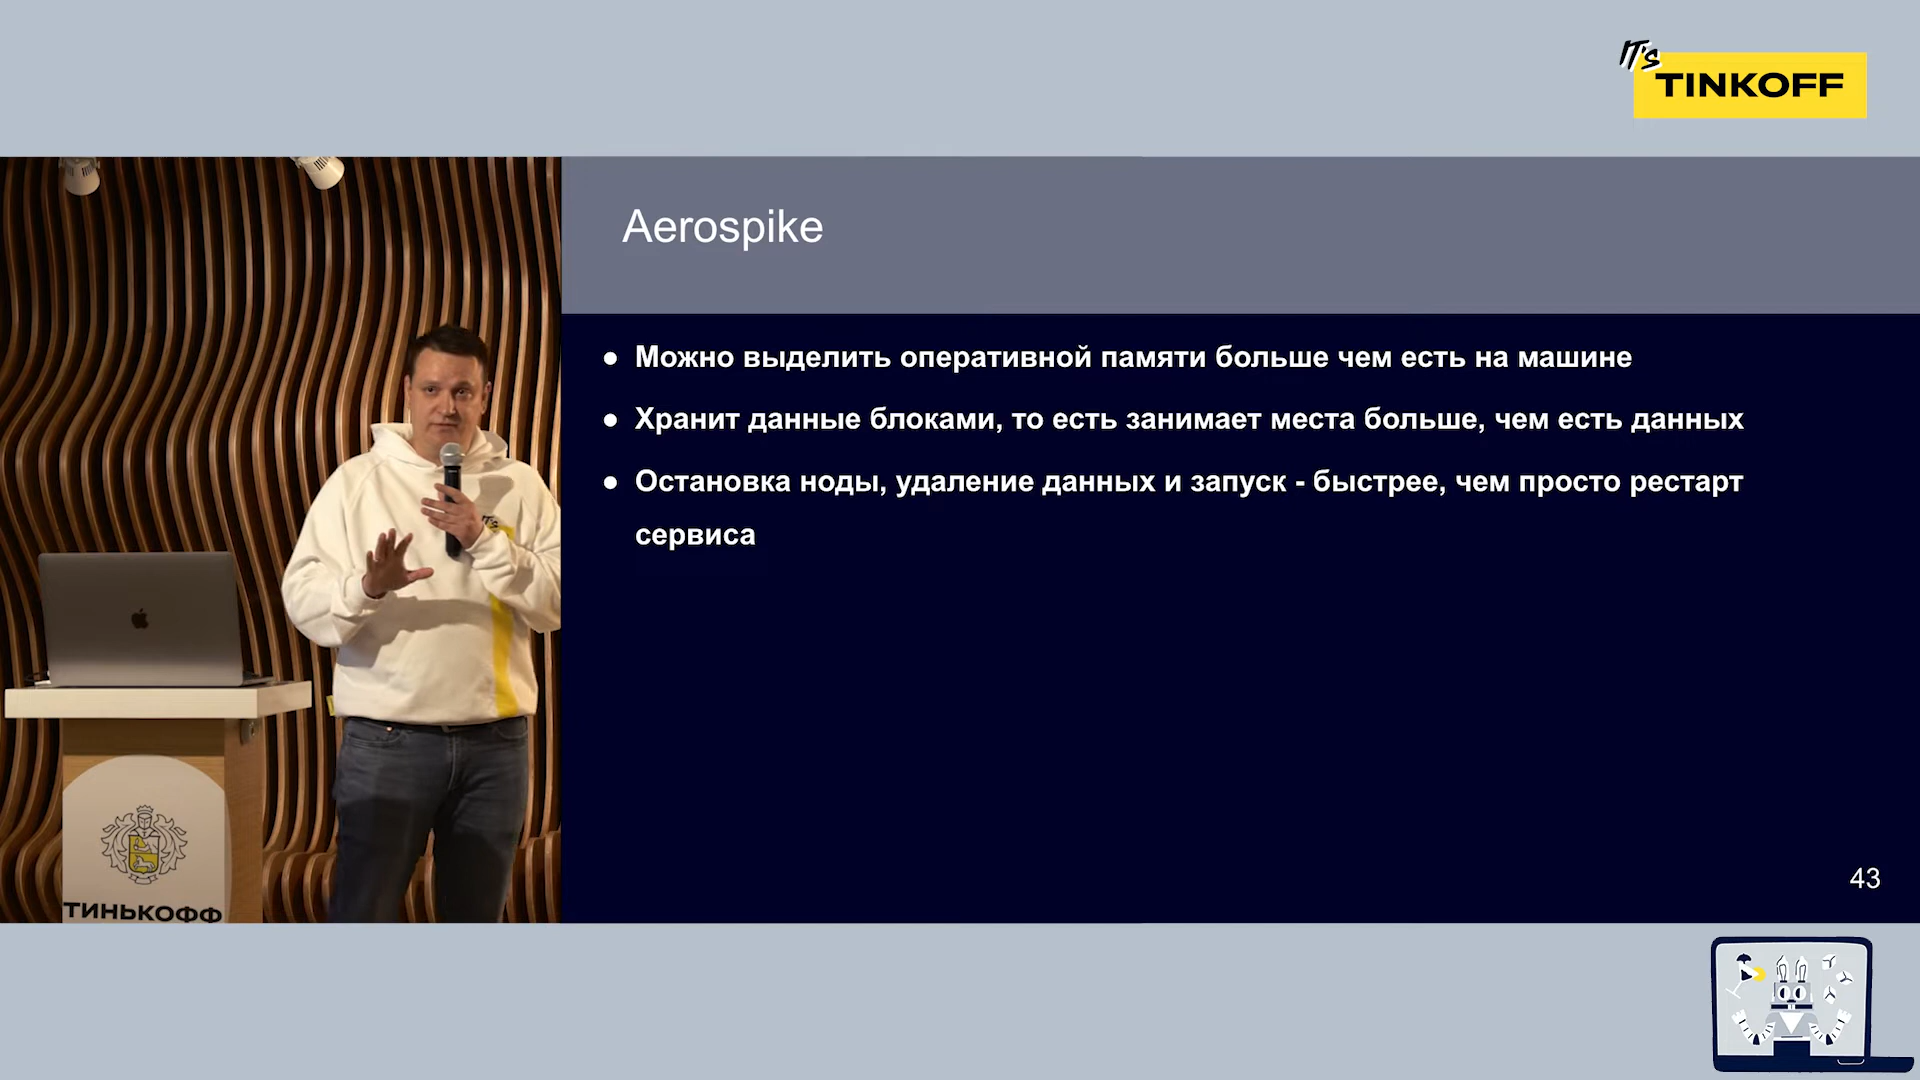 IT's
TINKOFF
Aerospike
● Можно выделить оперативной памяти больше чем есть на машине
● Хранит данные блоками, то есть занимает места больше, чем есть данных
● Остановка ноды, удаление данных и запуск - быстрее, чем просто рестарт
сервиса
IT's
ТИНЬКОФФ
43